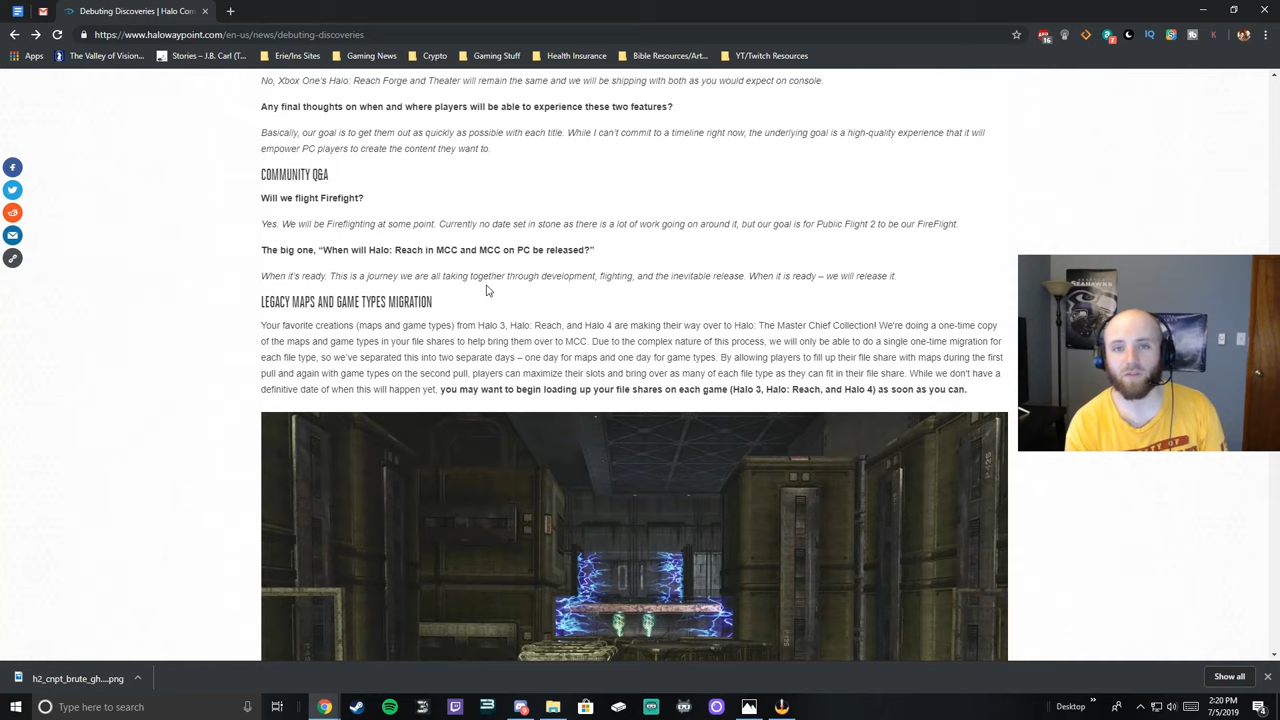 Debuting Discoveries | Halo Com
https://www.halowaypoint.com/en-us/news/debuting-discoveries
Apps
The Valley of Vision...
Stories – J.B. Carl (T...
Erie/Ins Sites
Gaming News
Crypto
Gaming Stuff
Health Insurance
Bible Resources/Art...
YT/Twitch Resources
No, Xbox One's Halo: Reach Forge and Theater will remain the same and we will be shipping with both as you would expect on console.
Any final thoughts on when and where players will be able to experience these two features?
Basically, our goal is to get them out as quickly as possible with each title. While I can't commit to a timeline right now, the underlying goal is a high-quality experience that it will
empower PC players to create the content they want to.
COMMUNITY Q&A
Will we flight Firefight?
Yes. We will be Firefighting at some point. Currently no date set in stone as there is a lot of work going on around it, but our goal is for Public Flight 2 to be our FireFlight.
The big one, “When will Halo: Reach in MCC and MCC on PC be released?”
When it's ready. This is a journey we are all taking together through development, flighting, and the inevitable release. When it is ready – we will release it.
LEGACY MAPS AND GAME TYPES MIGRATION
Your favorite creations (maps and game types) from Halo 3, Halo: Reach, and Halo 4 are making their way over to Halo: The Master Chief Collection! We're doing a one-time copy
of the maps and game types in your file shares to help bring them over to MCC. Due to the complex nature of this process, we will only be able to do a single one-time migration for
each file type, so we've separated this into two separate days – one day for maps and one day for game types. By allowing players to fill up their file share with maps during the first
pull and again with game types on the second pull, players can maximize their slots and bring over as many of each file type as they can fit in their file share. While we don't have a
definitive date of when this will happen yet, you may want to begin loading up your file shares on each game (Halo 3, Halo: Reach, and Halo 4) as soon as you can.
SEAHAWKS
h2_cnpt_brute_gh....png
Show all
Type here to search
Desktop
2:20 PM
7/5/2019